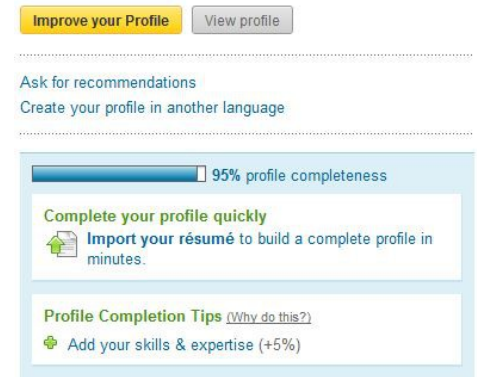 Improve your Profile View profile
Ask for recommendations
Create your profile in another language
95% profile completeness
Complete your profile quickly
Import your résumé to build a complete profile in
minutes.
Profile Completion Tips (Why do this?)
Add your skills & expertise (+5%)